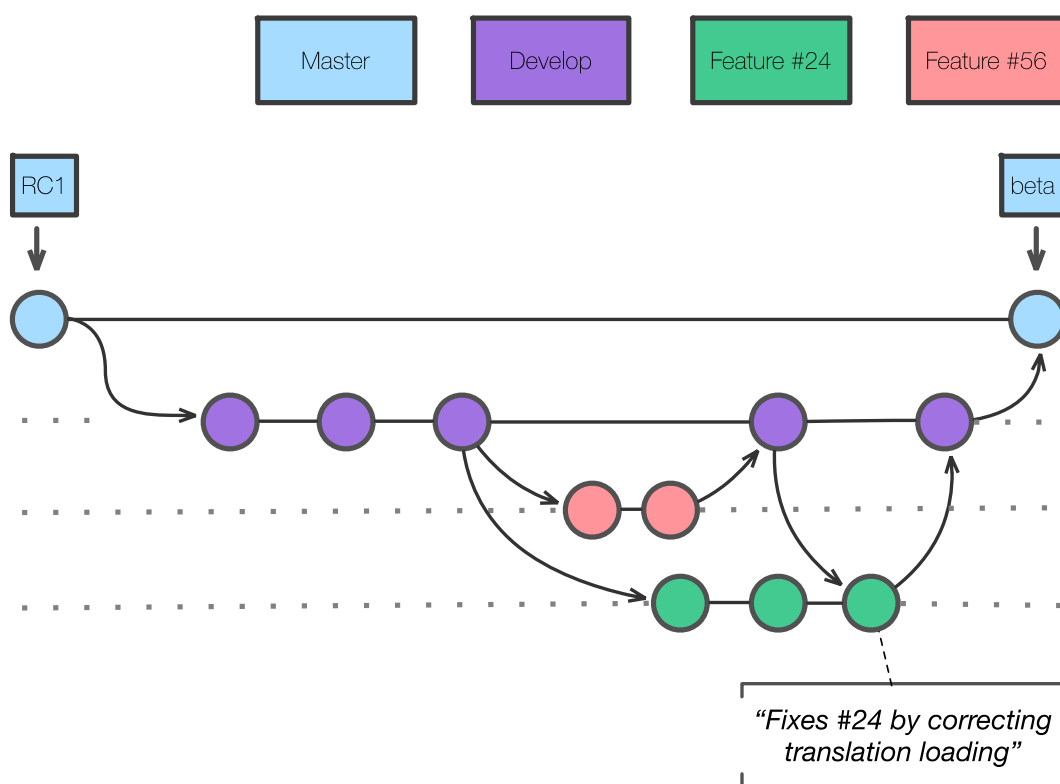 Master
Develop
Feature #24
Feature #56
RC1
beta
“Fixes #24 by correcting
translation loading”